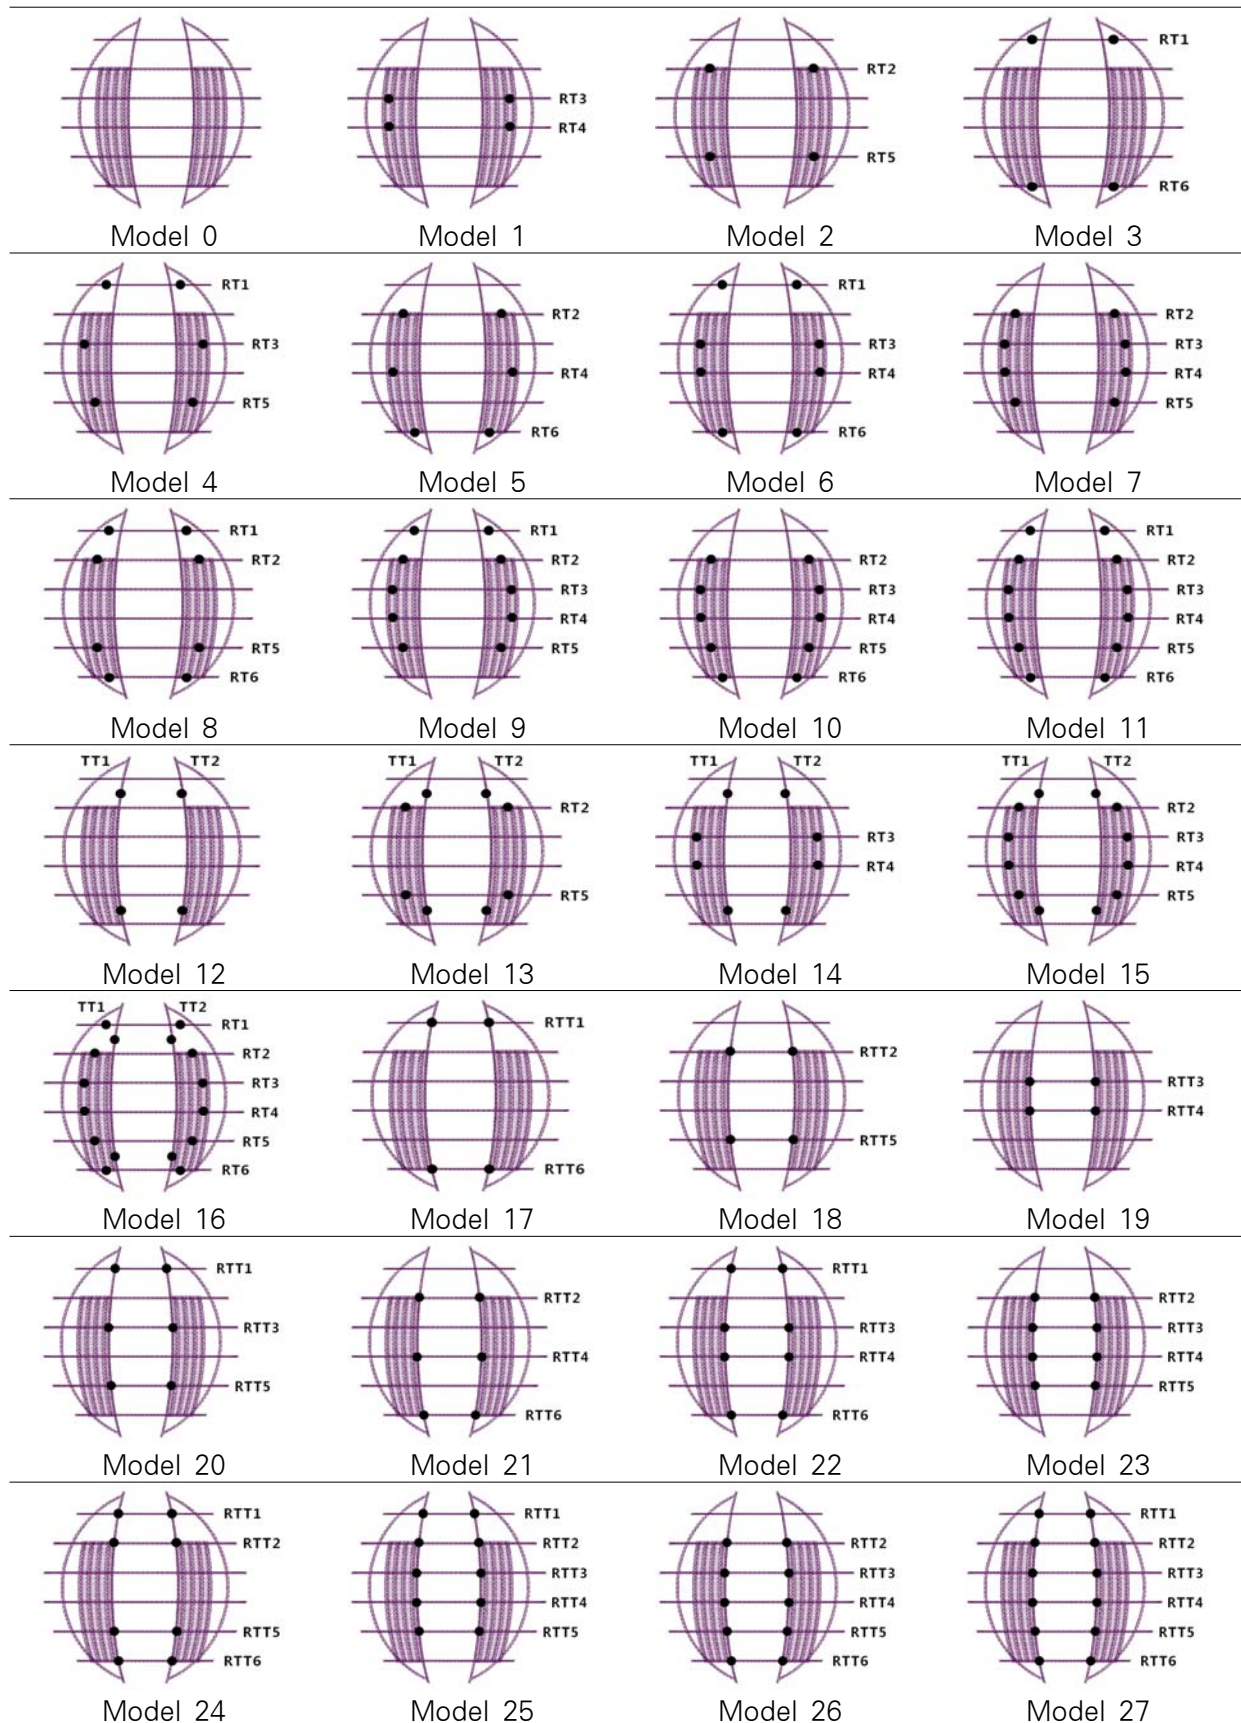 RT3
RT4
RT2
RT5
RT1
RT6
Model 0 Model 1 Model 2 Model 3
RT1
RT3
RT5
RT2
RT4
RT6
RT1
RT3
RT4
RT6
RT2
RT3
RT4
RT5
Model 4 Model 5 Model 6 Model 7
RT1
RT2
RT5
RT6
RT1
RT2
RT3
RT4
RT5
RT2
RT3
RT4
RT5
RT6
RT1
RT2
RT3
RT4
RT5
RT6
Model 8 Model 9 Model 10 Model 11
TT1 TT2
TT1 TT2
RT2
RT5
TT1 TT2
RT3
RT4
TT1 TT2
RT2
RT3
RT4
RT5
Model 12 Model 13 Model 14 Model 15
TT1 TT2
RT1
RT2
RT3
RT4
RT5
RT6
RTT1
RTT6
RTT2
RTT5
RTT3
RTT4
Model 16 Model 17 Model 18 Model 19
RTT1
RTT3
RTT5
RTT2
RTT4
RTT6
RTT1
RTT3
RTT4
RTT6
RTT2
RTT3
RTT4
RTT5
Model 20 Model 21 Model 22 Model 23
RTT1
RTT2
RTT5
RTT6
RTT1
RTT2
RTT3
RTT4
RTT5
RTT2
RTT3
RTT4
RTT5
RTT6
RTT1
RTT2
RTT3
RTT4
RTT5
RTT6
Model 24 Model 25 Model 26 Model 27